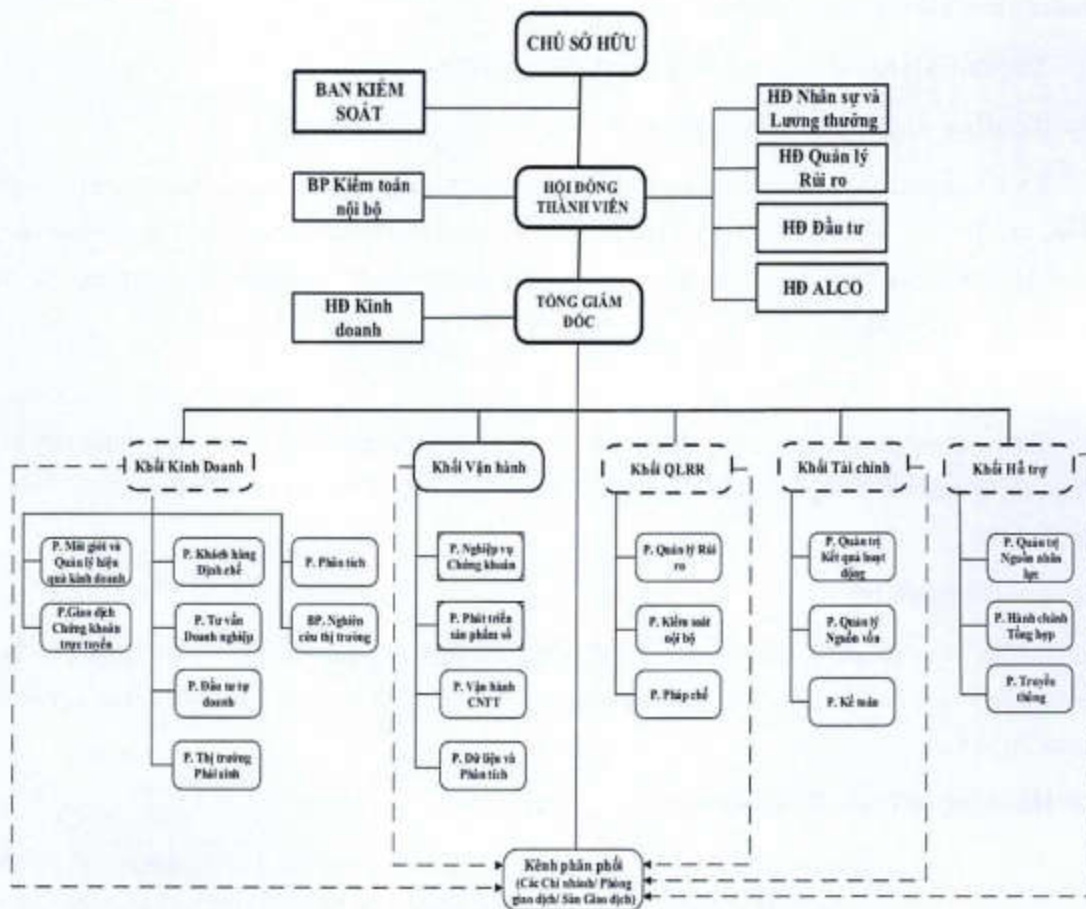 CHỦ SỞ HỮU
BAN KIỂM
SOÁT
HĐ Nhân sự và
Lương thưởng
BP Kiểm toán
nội bộ
HỘI ĐỒNG
THÀNH VIÊN
HĐ Quản lý
Rủi ro
HĐ Đầu tư
HĐ Kinh
doanh
TỔNG GIÁM
ĐỐC
HĐ ALCO
Khối Kinh Doanh
Khối Vận hành
Khối QLRR
Khối Tài chính
Khối Hỗ trợ
P. Môi giới và
Quản lý hiệu
quả kinh doanh
P.Giao dịch
Chứng khoán
trực tuyến
P. Khách hàng
Định chế
P. Tư vấn
Doanh nghiệp
P. Đầu tư tự
doanh
P. Thị trường
Phái sinh
P. Phân tích
BP. Nghiên
cứu thị trường
P. Nghiệp vụ
Chứng khoán
P. Phát triển
sản phẩm số
P. Vận hành
CNTT
P. Dữ liệu và
Phân tích
P. Quản lý Rủi
ro
P. Kiểm soát
nội bộ
P. Pháp chế
P. Quản trị
Kết quả hoạt
động
P. Quản lý
Nguồn vốn
P. Kế toán
P. Quản trị
Nguồn nhân
lực
P. Hành chính
Tổng hợp
P. Truyền
thông
Kênh phân phối
(Các Chi nhánh/ Phòng
giao dịch/ Sàn Giao dịch)